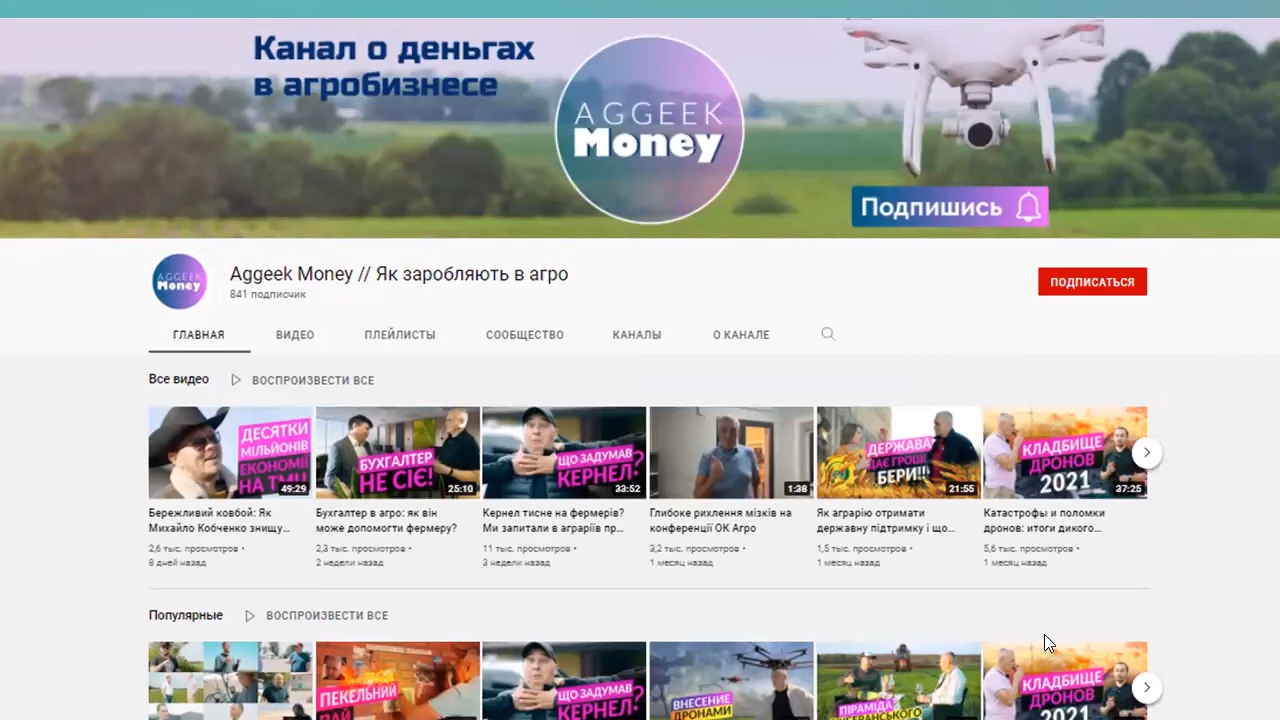 Канал о деньгах
в агробизнесе
AGGEEK
Money
Подпишись
AGGEEK
Money
Aggeek Money // Як заробляють в агро
841 подписчик
ПОДПИСАТЬСЯ
ГЛАВНАЯ ВИДЕО ПЛЕЙЛИСТЫ СООБЩЕСТВО КАНАЛЫ О КАНАЛЕ
Все видео ВОСПРОИЗВЕСТИ ВСЕ
ДЕСЯТКИ
МІЛЬЙОНІВ
ЕКОНОМІЇ
НА ТМЦ
49:29
БУХГАЛТЕР
НЕ СІЄ!
25:10
ЩО ЗАДУМАВ
КЕРНЕЛ?
33:52
1:38
ДЕРЖАВА
ДАЄ ГРОШІ
БЕРИ!!
21:55
КЛАДБИЩЕ
ДРОНОВ
2021
37:25
Бережливий ковбой: Як
Михайло Кобченко знищу...
2,6 тыс. просмотров •
8 дней назад
Бухгалтер в агро: як він
може допомогти фермеру?
2,3 тыс. просмотров •
2 недели назад
Кернел тисне на фермерів?
Ми запитали в аграріїв пр...
11 тыс. просмотров •
3 недели назад
Глибоке рихлення мізків на
конференції ОК Агро
3,2 тыс. просмотров •
1 месяц назад
Як аграрію отримати
державну підтримку і що...
1,5 тыс. просмотров •
1 месяц назад
Катастрофы и поломки
дронов: итоги дикого...
5,6 тыс. просмотров •
1 месяц назад
Популярные ВОСПРОИЗВЕСТИ ВСЕ
ПЕКЕЛЬНИЙ
ПАЙ
ЩО ЗАДУМАВ
КЕРНЕЛ?
ВНЕСЕНИЕ
ДРОНАМИ
ПІРАМІДА
КЛАДБИЩЕ
ДРОНОВ
2021